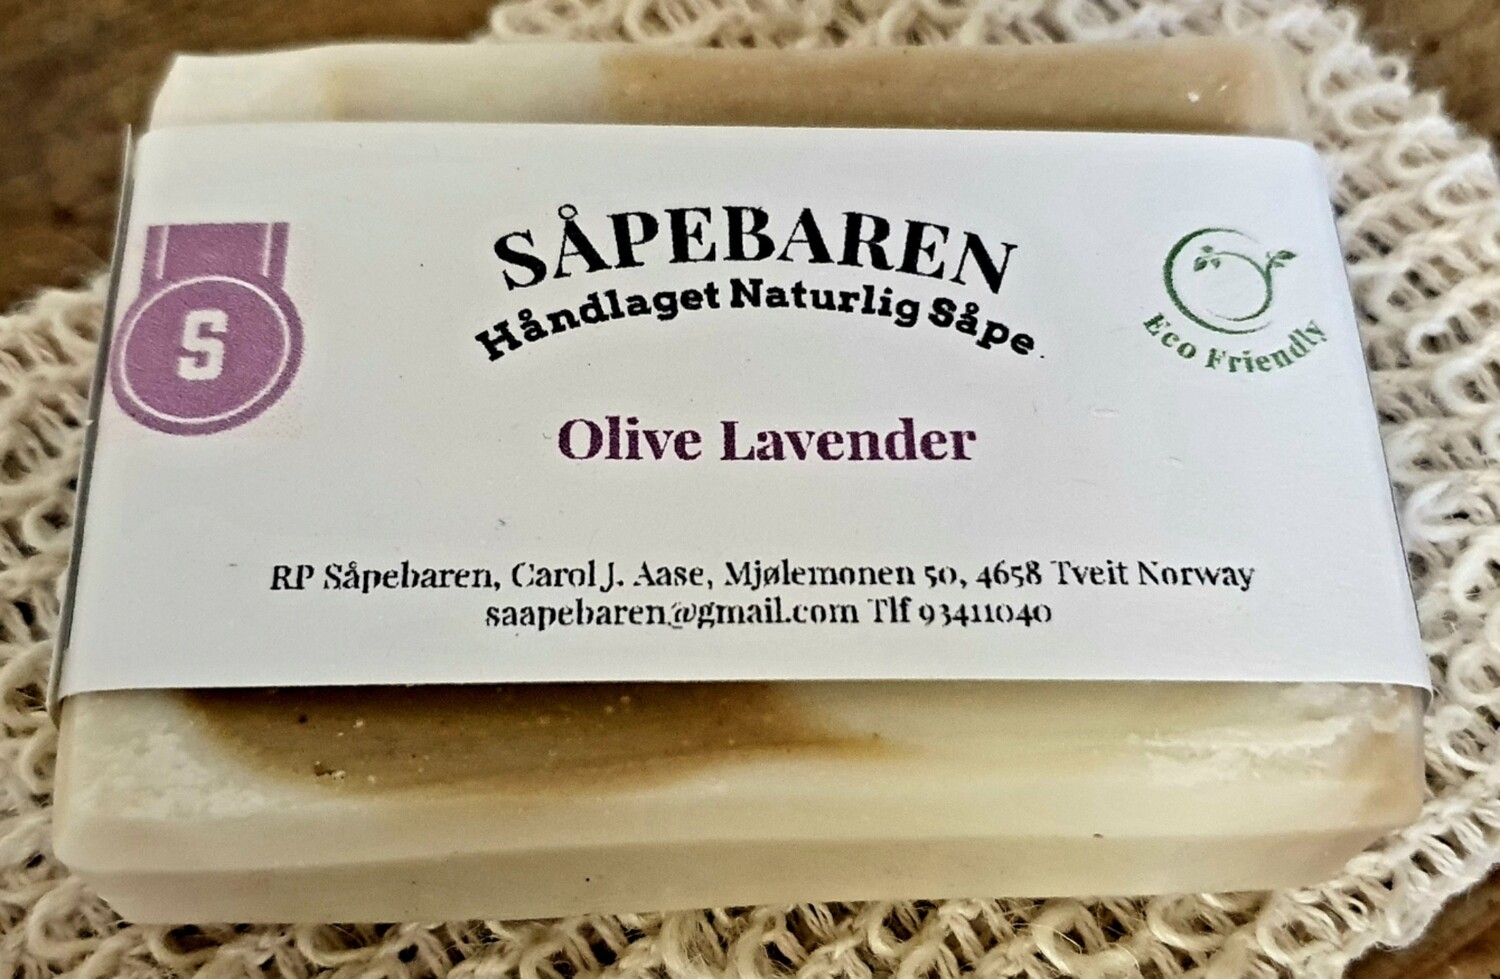 SÅPEBAREN
Håndlaget Naturlig Såpe
S
Eco Friendly
Olive Lavender
RP Såpebaren, Carol J. Aase, Mjølemonen 50, 4658 Tveit Norway
saapebaren@gmail.com Tlf 93411040